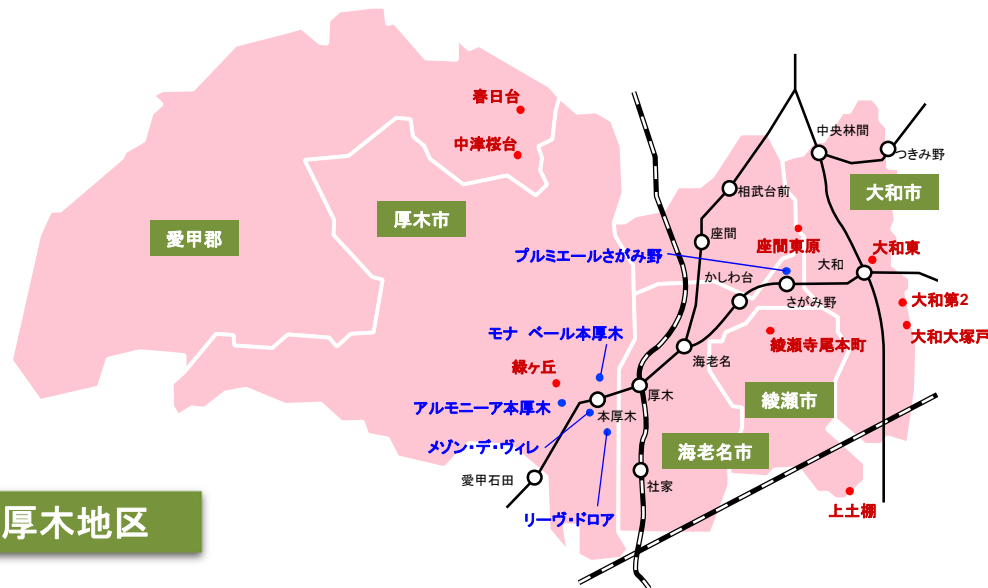 春日台
中津桜台
中央林間
つきみ野
大和市
相武台前
厚木市
愛甲郡
座間
座間東原
プルミエールさがみ野
大和
大和東
かしわ台
さがみ野
大和第2
モナ ベール本厚木
大和大塚戸
綾瀬寺尾本町
海老名
緑ヶ丘
厚木
綾瀬市
アルモニーア本厚木
本厚木
メゾン・デ・ヴィレ
海老名市
愛甲石田
社家
リーヴ・ドロア
上土棚
厚木地区